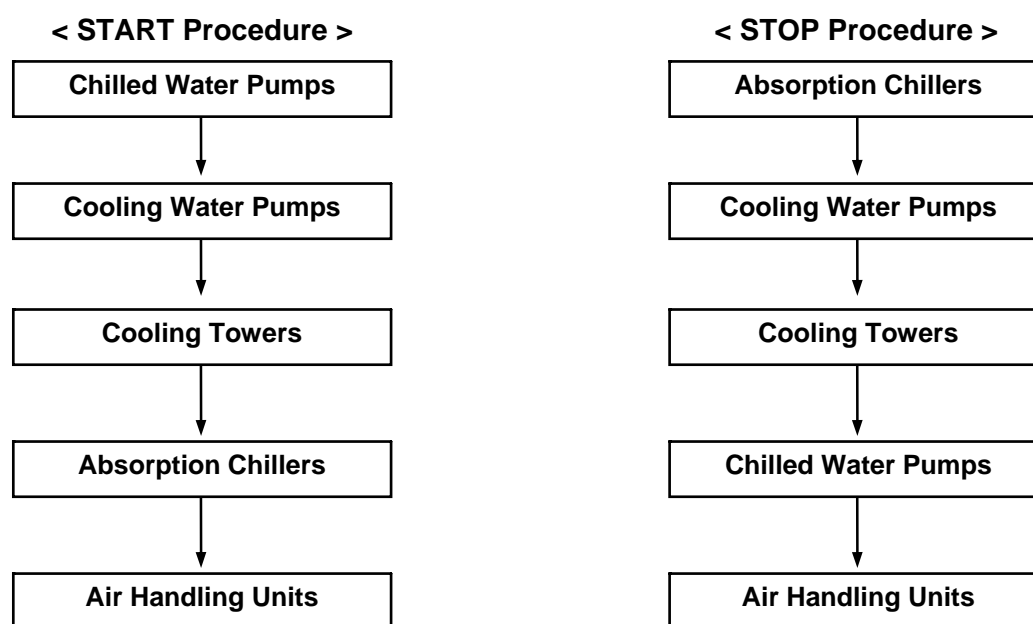 < START Procedure >
Chilled Water Pumps
Cooling Water Pumps
Cooling Towers
Absorption Chillers
Air Handling Units
< STOP Procedure >
Absorption Chillers
Cooling Water Pumps
Cooling Towers
Chilled Water Pumps
Air Handling Units